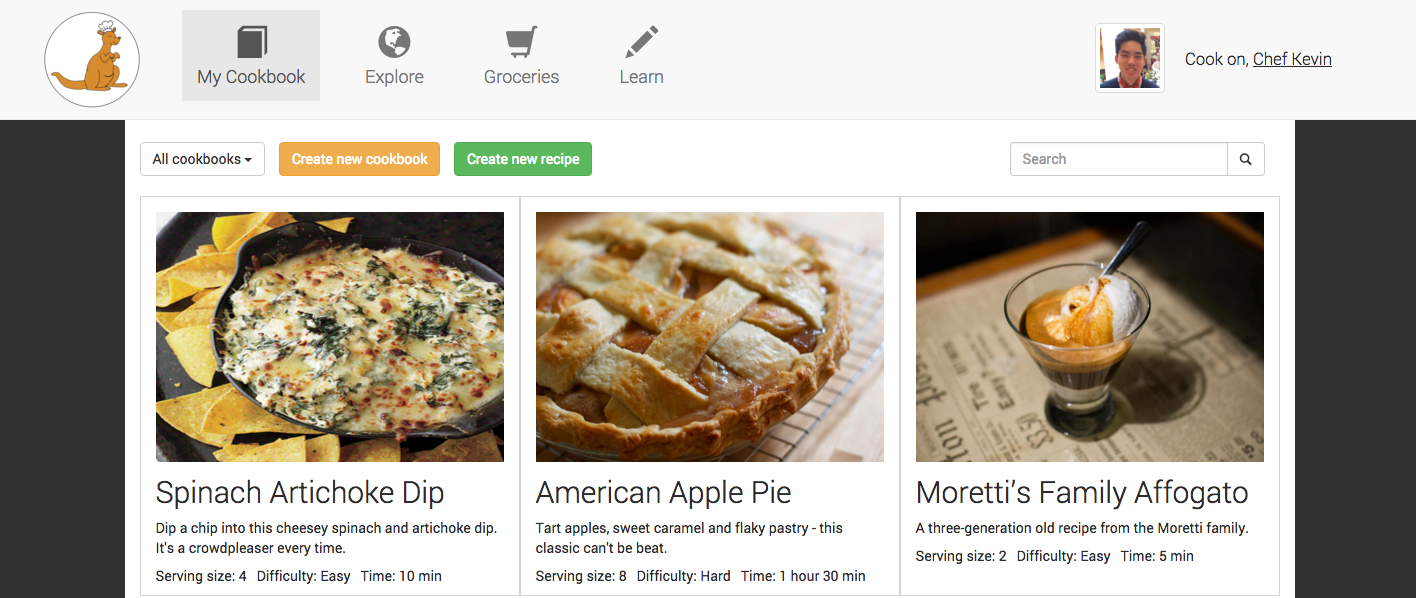 My Cookbook
Explore
Groceries
Learn
Cook on, Chef Kevin
All cookbooks
Create new cookbook
Create new recipe
Search
Spinach Artichoke Dip
Dip a chip into this cheesey spinach and artichoke dip.
It's a crowdpleaser every time.
Serving size: 4 Difficulty: Easy Time: 10 min
American Apple Pie
Tart apples, sweet caramel and flaky pastry - this
classic can't be beat.
Serving size: 8 Difficulty: Hard Time: 1 hour 30 min
Moretti's Family Affogato
A three-generation old recipe from the Moretti family.
Serving size: 2 Difficulty: Easy Time: 5 min